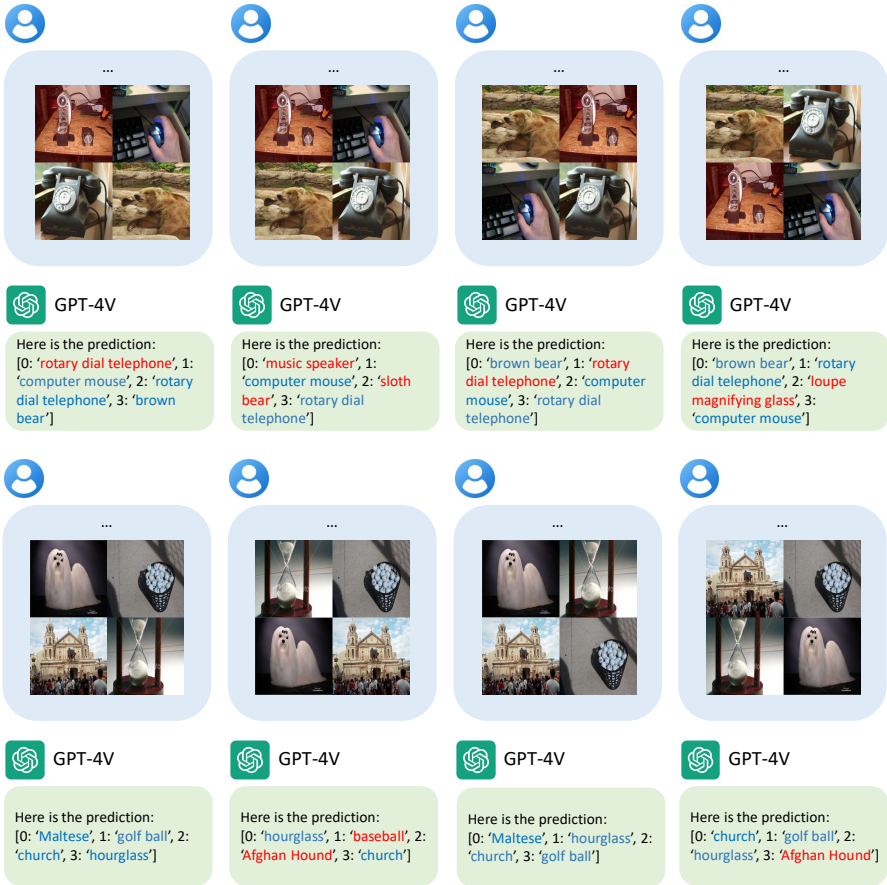 ...
...
...
...
GPT-4V
GPT-4V
GPT-4V
GPT-4V
Here is the prediction:
[0: ‘rotary dial telephone’, 1:
‘computer mouse’, 2: ‘rotary
dial telephone’, 3: ‘brown
bear’]
Here is the prediction:
[0: ‘music speaker’, 1:
‘computer mouse’, 2: ‘sloth
bear’, 3: ‘rotary dial
telephone’]
Here is the prediction:
[0: ‘brown bear’, 1: ‘rotary
dial telephone’, 2: ‘computer
mouse’, 3: ‘rotary dial
telephone’]
Here is the prediction:
[0: ‘brown bear’, 1: ‘rotary
dial telephone’, 2: ‘loupe
magnifying glass’, 3:
‘computer mouse’]
...
...
...
...
GPT-4V
GPT-4V
GPT-4V
GPT-4V
Here is the prediction:
[0: ‘Maltese’, 1: ‘golf ball’, 2:
‘church’, 3: ‘hourglass’]
Here is the prediction:
[0: ‘hourglass’, 1: ‘baseball’, 2:
‘Afghan Hound’, 3: ‘church’]
Here is the prediction:
[0: ‘Maltese’, 1: ‘hourglass’, 2:
‘church’, 3: ‘golf ball’]
Here is the prediction:
[0: ‘church’, 1: ‘golf ball’, 2:
‘hourglass’, 3: ‘Afghan Hound’]